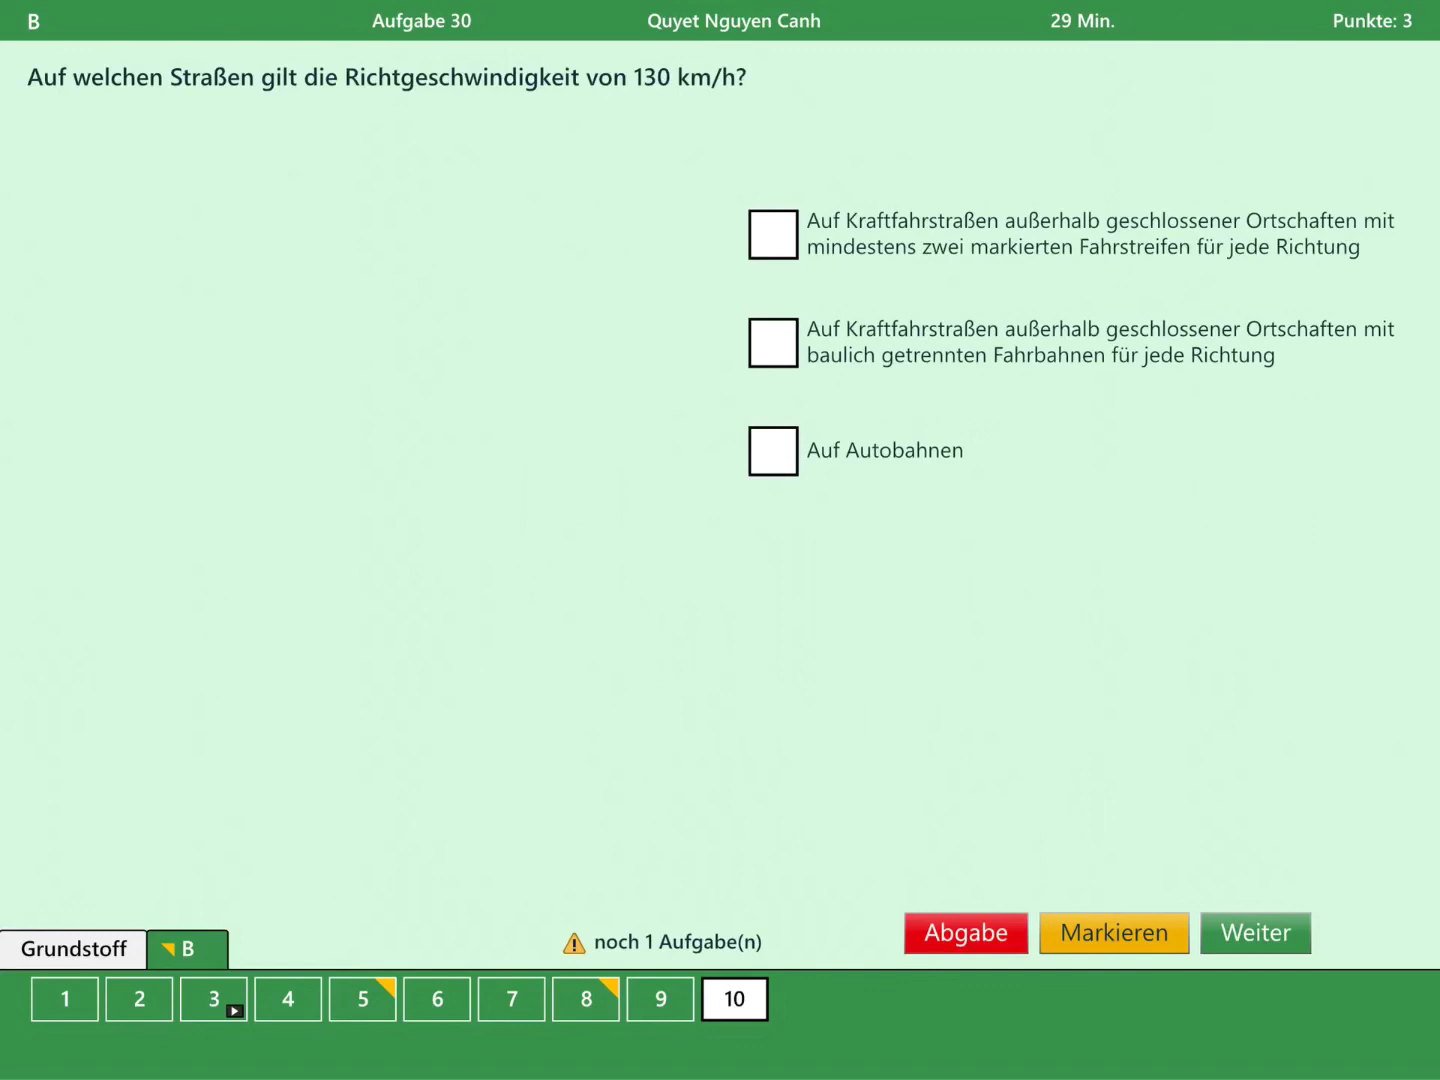 B Aufgabe 30 Quyet Nguyen Canh 29 Min. Punkte: 3
Auf welchen Straßen gilt die Richtgeschwindigkeit von 130 km/h?
Auf Kraftfahrstraßen außerhalb geschlossener Ortschaften mit
mindestens zwei markierten Fahrstreifen für jede Richtung
Auf Kraftfahrstraßen außerhalb geschlossener Ortschaften mit
baulich getrennten Fahrbahnen für jede Richtung
Auf Autobahnen
Grundstoff B noch 1 Aufgabe(n) Abgabe Markieren Weiter
1 2 3 4 5 6 7 8 9 10